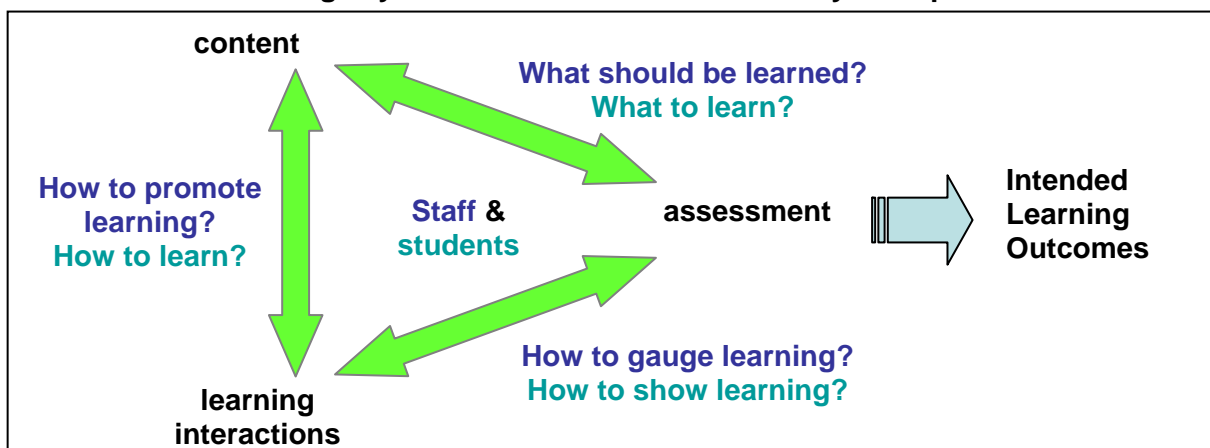 content
What should be learned?
What to learn?
How to promote
learning?
How to learn?
Staff &
students
assessment
Intended
Learning
Outcomes
How to gauge learning?
How to show learning?
learning
interactions